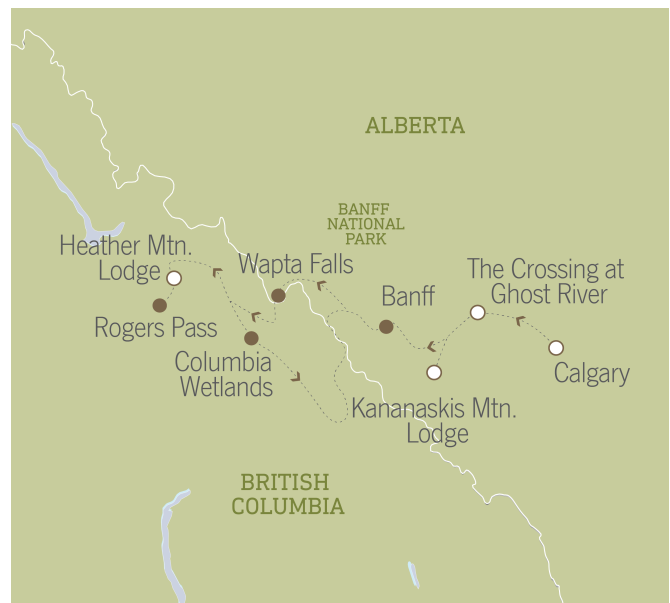 ALBERTA
BANFF
NATIONAL
PARK
Heather Mtn.
Lodge
Wapta Falls
The Crossing at
Ghost River
Banff
Rogers Pass
Columbia
Wetlands
Calgary
Kananaskis Mtn.
Lodge
BRITISH
COLUMBIA